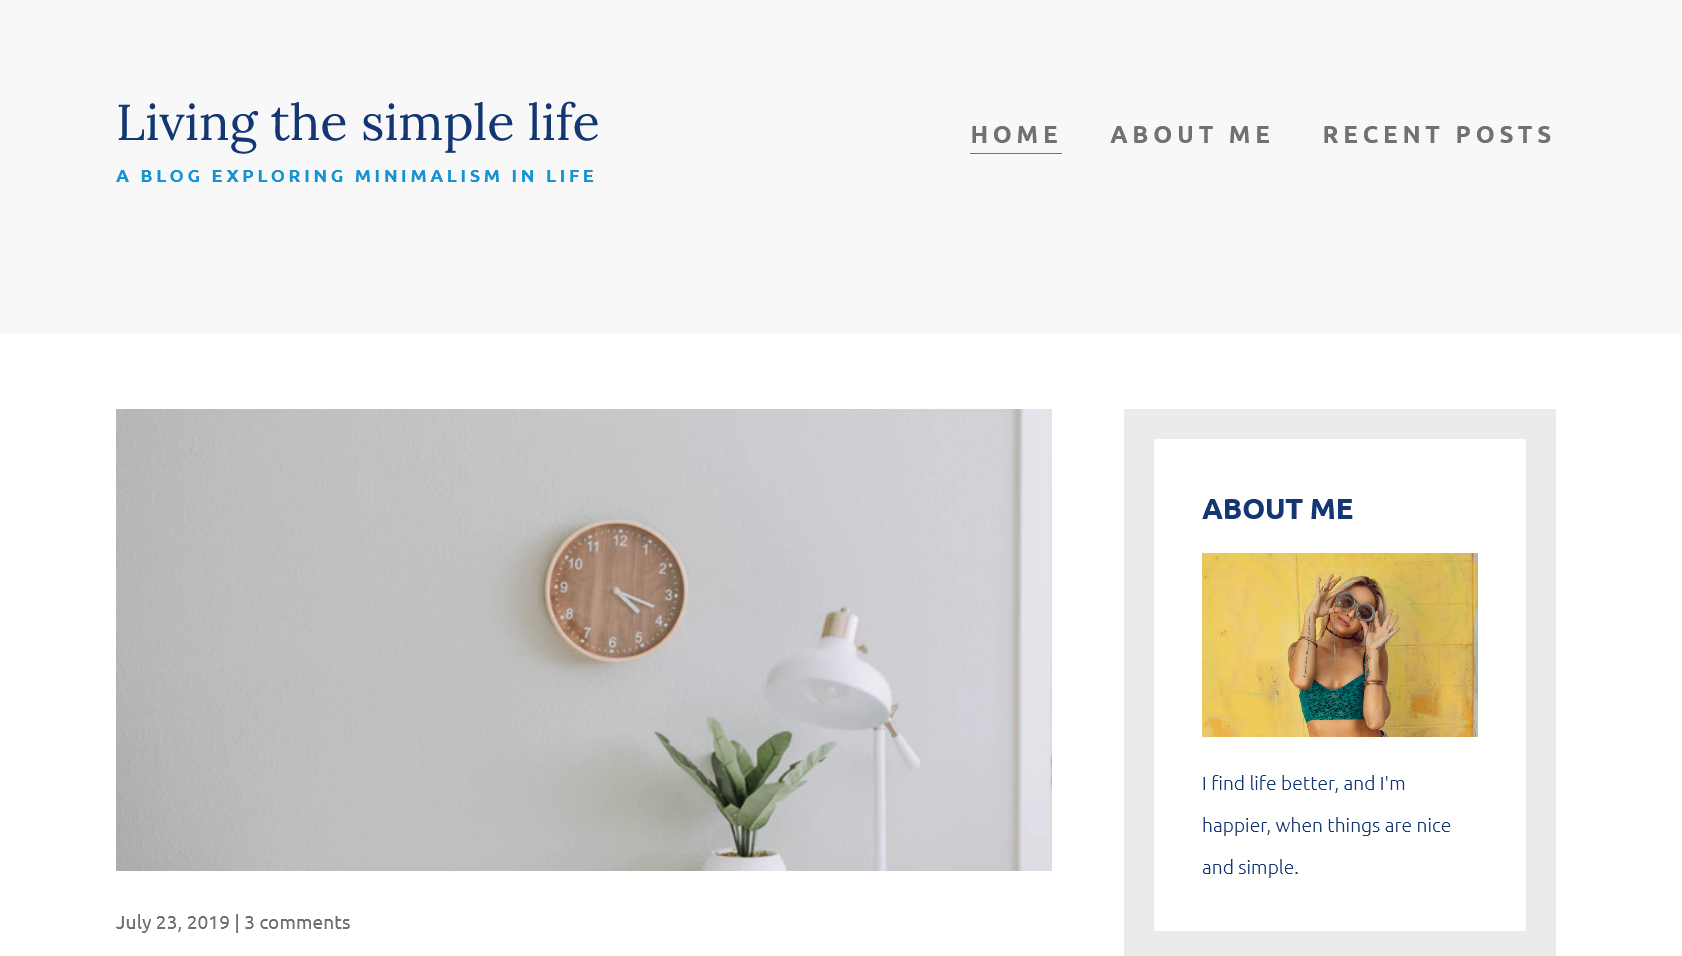 Living the simple life
A BLOG EXPLORING MINIMALISM IN LIFE
HOME ABOUT ME RECENT POSTS
12
11 1
10 2
9 3
8 4
7 5
6
ABOUT ME
I find life better, and I'm
happier, when things are nice
and simple.
July 23, 2019 | 3 comments